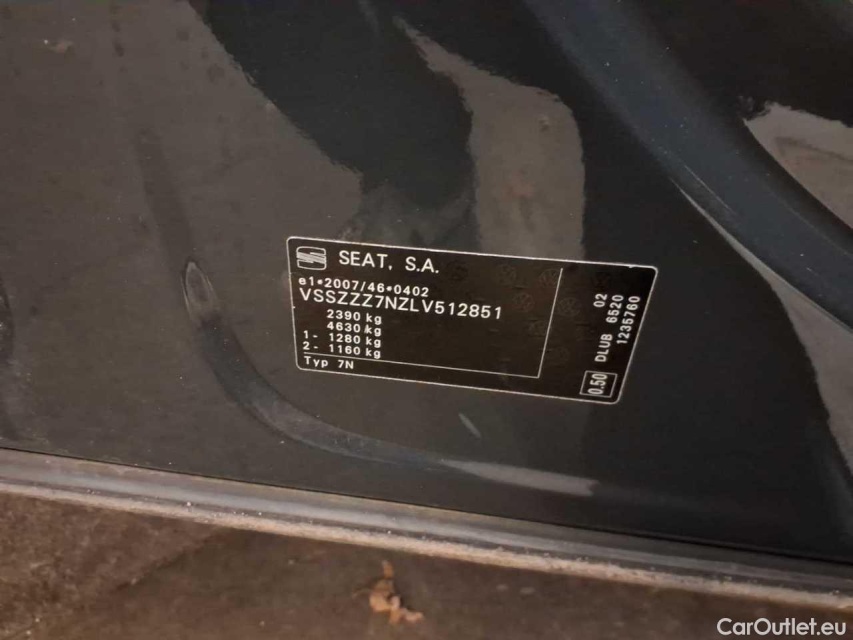 SEAT, S.A.
e1*2007/46*0402
VSSZZZ7NZLV512851
2390 kg
4630 kg
1- 1280 kg
2- 1160 kg
Typ 7N
02
DLUB 6520
1235760
0.50
CarOutlet.eu